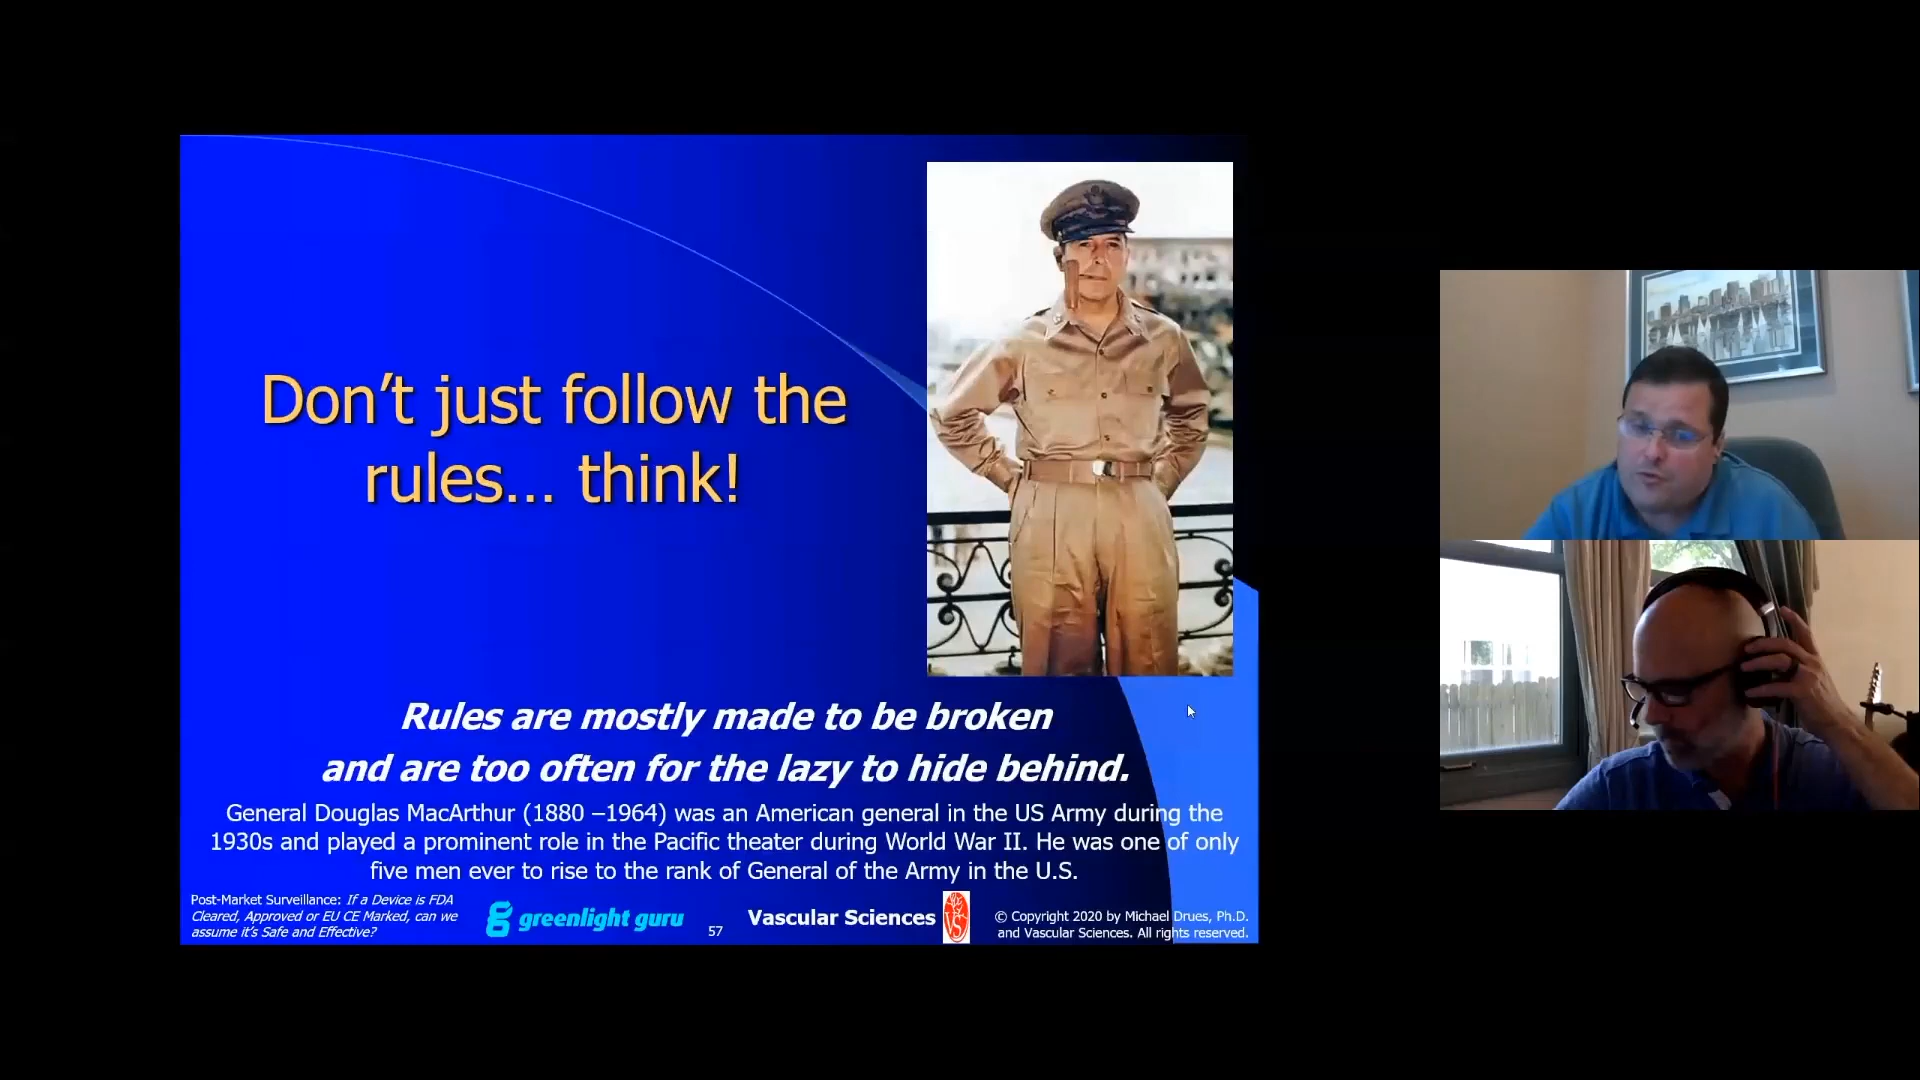 Don’t just follow the
rules... think!
Rules are mostly made to be broken
and are too often for the lazy to hide behind.
General Douglas MacArthur (1880 –1964) was an American general in the US Army during the
1930s and played a prominent role in the Pacific theater during World War II. He was one of only
five men ever to rise to the rank of General of the Army in the U.S.
Post-Market Surveillance: If a Device is FDA
Cleared, Approved or EU CE Marked, can we
assume it’s Safe and Effective?
greenlight guru
57
Vascular Sciences
VS
© Copyright 2020 by Michael Drues, Ph.D.
and Vascular Sciences. All rights reserved.